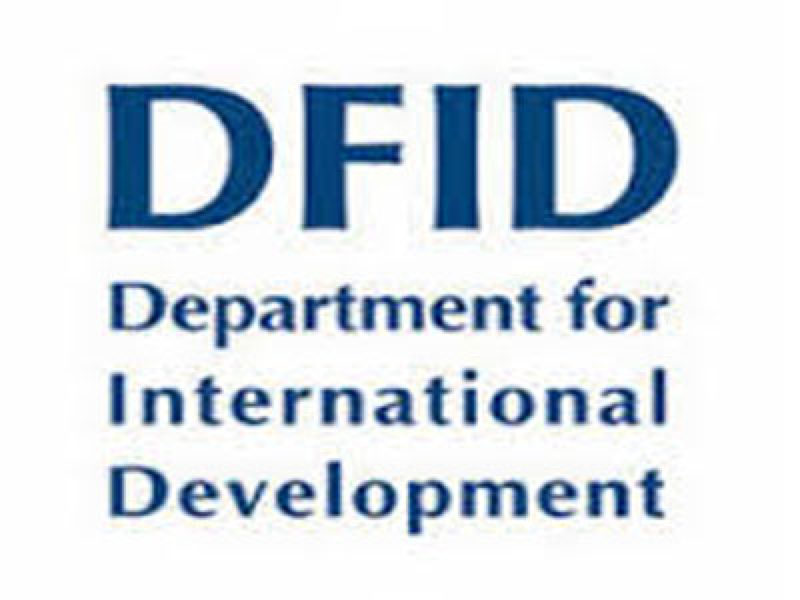 DFID
Department for
International
Development